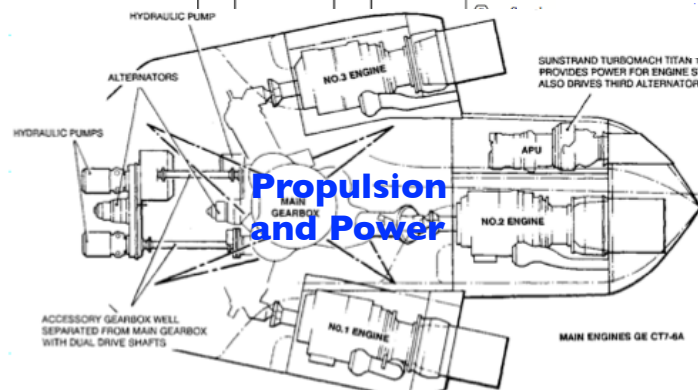 HYDRAULIC PUMP
NO.3 ENGINE
SUNSTRAND TURBOMACH TITAN
PROVIDES POWER FOR ENGINE
ALSO DRIVES THIRD ALTERNATOR
ALTERNATORS
HYDRAULIC PUMPS
APU
Propulsion
MAIN
GEARBOX
and Power
NO.2 ENGINE
ACCESSORY GEARBOX WELL
SEPARATED FROM MAIN GEARBOX
WITH DUAL DRIVE SHAFTS
NO.1 ENGINE
MAIN ENGINES GE CT7-6A